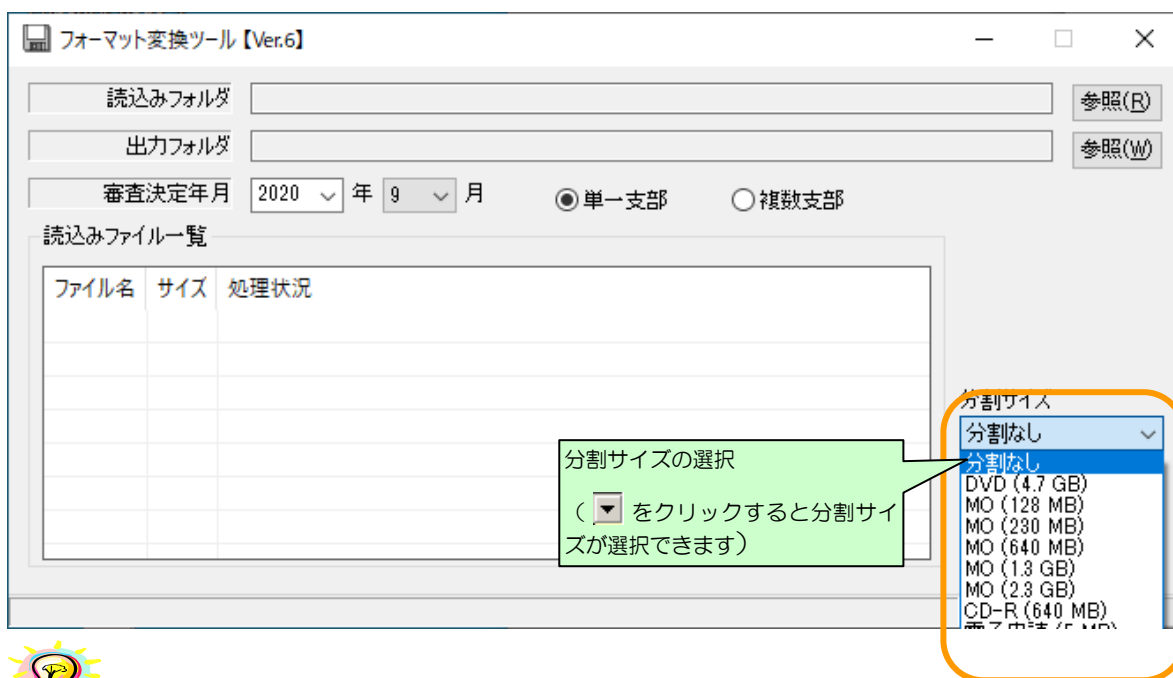 フォーマット変換ツール【Ver.6】
読込みフォルダ
参照(R)
出力フォルダ
参照(W)
審査決定年月 2020 年 9 月 単一支部 複数支部
読込みファイル一覧
ファイル名 サイズ 処理状況
分割サイズ
分割なし
分割なし
DVD (4.7 GB)
MO (128 MB)
MO (230 MB)
MO (640 MB)
MO (1.3 GB)
MO (2.3 GB)
CD-R (640 MB)
分割サイズの選択
( をクリックすると分割サイ
ズが選択できます)